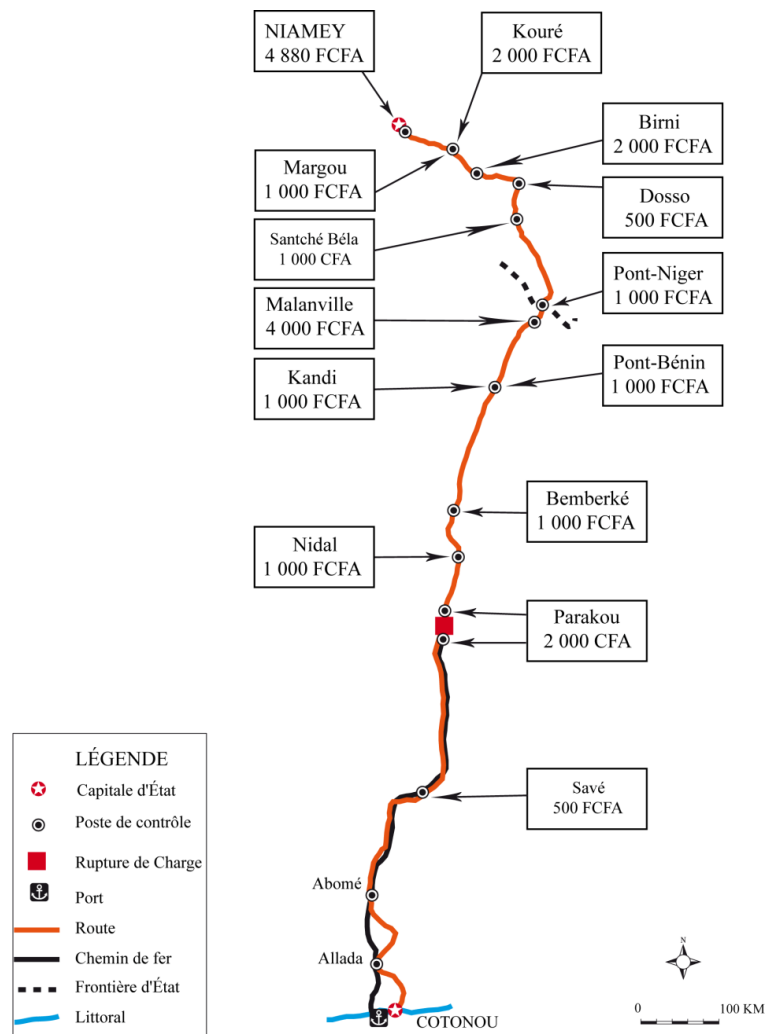 NIAMEY
4 880 FCFA
Kouré
2 000 FCFA
Birni
2 000 FCFA
Margou
1 000 FCFA
Dosso
500 FCFA
Santché Béla
1 000 CFA
Pont-Niger
1 000 FCFA
Malanville
4 000 FCFA
Pont-Bénin
1 000 FCFA
Kandi
1 000 FCFA
Bemberké
1 000 FCFA
Nidal
1 000 FCFA
Parakou
2 000 CFA
Savé
500 FCFA
Abomé
Allada
COTONOU
LÉGENDE
Capitale d'État
Poste de contrôle
Rupture de Charge
Port
Route
Chemin de fer
Frontière d'État
Littoral
N
0 100 KM